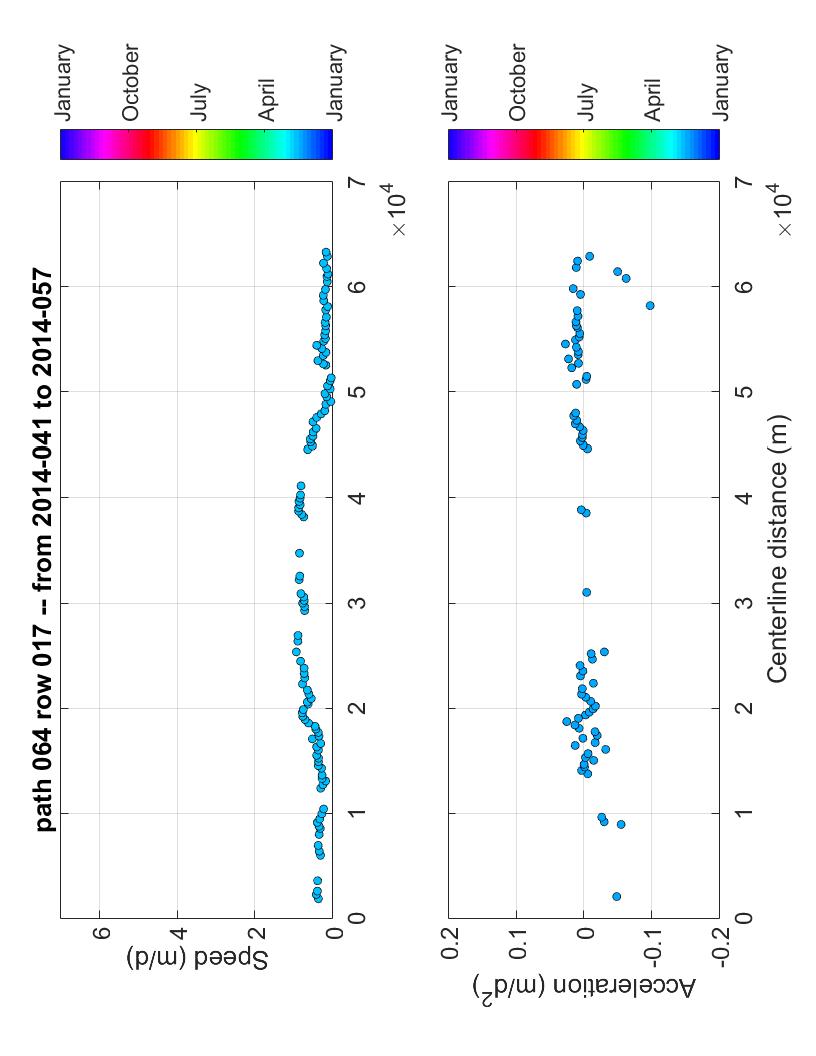 path 064 row 017 -- from 2014-041 to 2014-057
6
4
2
0
Speed (m/d)
0
1
2
3
4
5
6
7
×10⁴
January
October
July
April
January
0.2
0.1
0
-0.1
-0.2
Acceleration (m/d²)
0
1
2
3
4
5
6
7
×10⁴
Centerline distance (m)
January
October
July
April
January